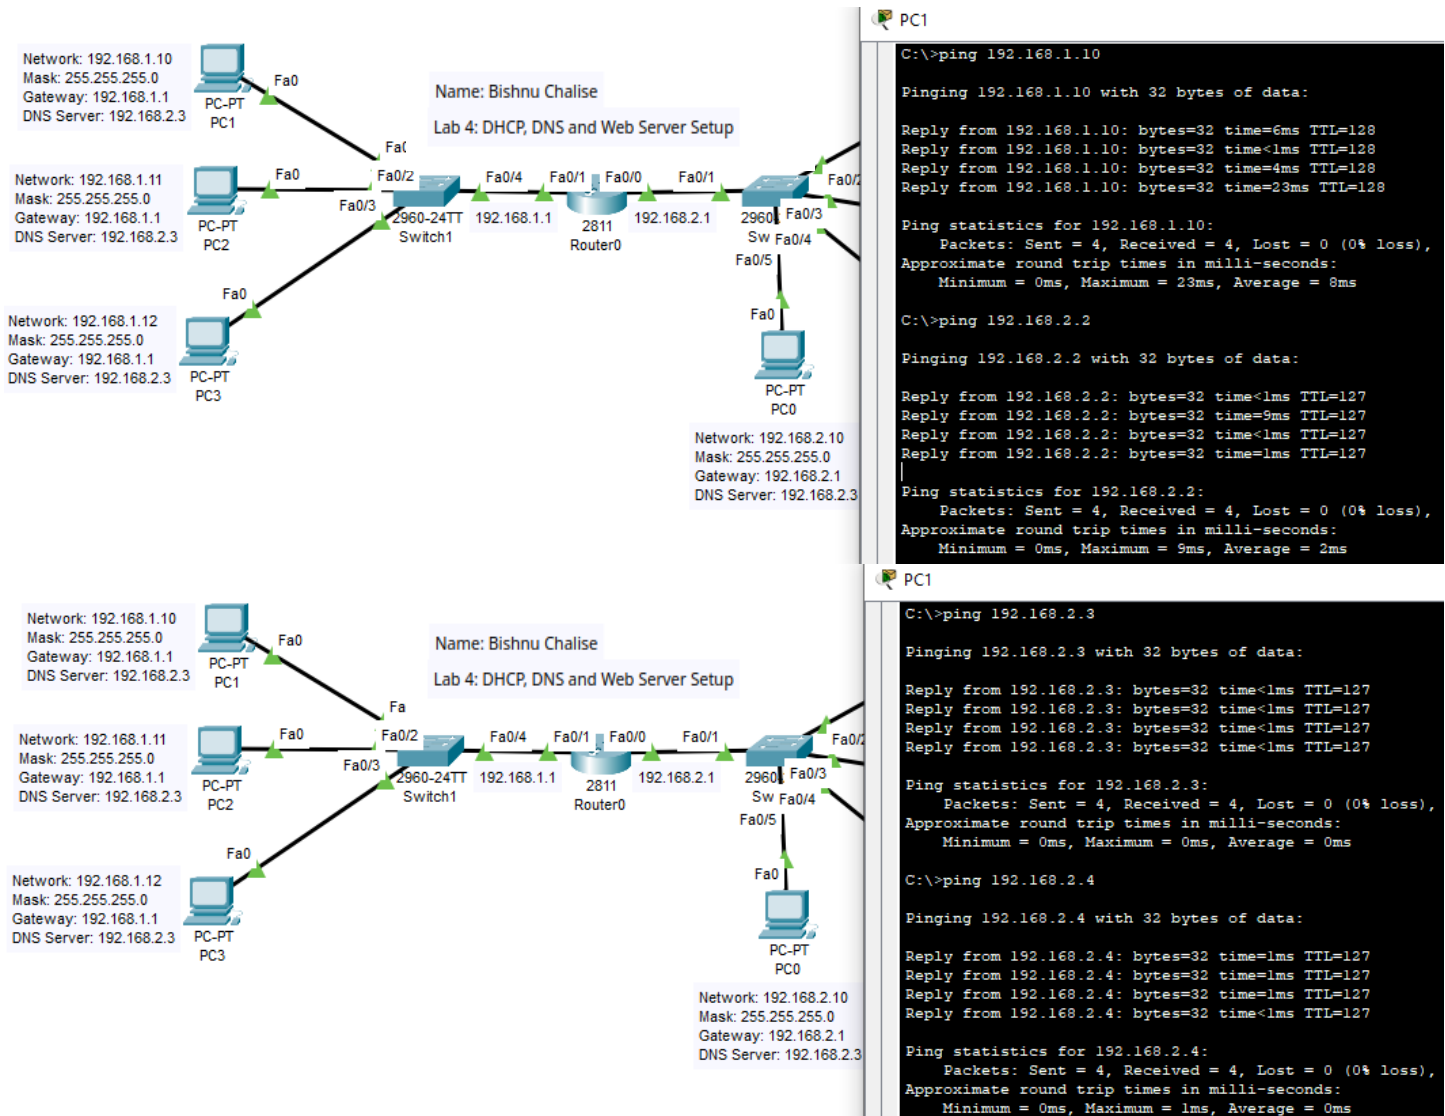 Network: 192.168.1.10
Mask: 255.255.255.0
Gateway: 192.168.1.1
DNS Server: 192.168.2.3
PC-PT
PC1
Fa0
Name: Bishnu Chalise
Lab 4: DHCP, DNS and Web Server Setup
Network: 192.168.1.11
Mask: 255.255.255.0
Gateway: 192.168.1.1
DNS Server: 192.168.2.3
PC-PT
PC2
Fa0
Fa0/2
Fa0/3
2960-24TT
Switch1
Fa0/4
192.168.1.1
Fa0/1
Fa0/0
2811
Router0
192.168.2.1
Fa0/1
2960
Sw
Fa0/2
Fa0/3
Fa0/4
Fa0/5
Network: 192.168.1.12
Mask: 255.255.255.0
Gateway: 192.168.1.1
DNS Server: 192.168.2.3
Fa0
PC-PT
PC3
Fa0
PC-PT
PC0
Network: 192.168.2.10
Mask: 255.255.255.0
Gateway: 192.168.2.1
DNS Server: 192.168.2.3
PC1
C:\>ping 192.168.1.10
Pinging 192.168.1.10 with 32 bytes of data:
Reply from 192.168.1.10: bytes=32 time=6ms TTL=128
Reply from 192.168.1.10: bytes=32 time<1ms TTL=128
Reply from 192.168.1.10: bytes=32 time=4ms TTL=128
Reply from 192.168.1.10: bytes=32 time=23ms TTL=128
Ping statistics for 192.168.1.10:
Packets: Sent = 4, Received = 4, Lost = 0 (0% loss),
Approximate round trip times in milli-seconds:
Minimum = 0ms, Maximum = 23ms, Average = 8ms
C:\>ping 192.168.2.2
Pinging 192.168.2.2 with 32 bytes of data:
Reply from 192.168.2.2: bytes=32 time<1ms TTL=127
Reply from 192.168.2.2: bytes=32 time=9ms TTL=127
Reply from 192.168.2.2: bytes=32 time<1ms TTL=127
Reply from 192.168.2.2: bytes=32 time=1ms TTL=127
Ping statistics for 192.168.2.2:
Packets: Sent = 4, Received = 4, Lost = 0 (0% loss),
Approximate round trip times in milli-seconds:
Minimum = 0ms, Maximum = 9ms, Average = 2ms
Network: 192.168.1.10
Mask: 255.255.255.0
Gateway: 192.168.1.1
DNS Server: 192.168.2.3
PC-PT
PC1
Fa0
Fa
Name: Bishnu Chalise
Lab 4: DHCP, DNS and Web Server Setup
Network: 192.168.1.11
Mask: 255.255.255.0
Gateway: 192.168.1.1
DNS Server: 192.168.2.3
PC-PT
PC2
Fa0
Fa0/2
Fa0/3
2960-24TT
Switch1
Fa0/4
192.168.1.1
Fa0/1
Fa0/0
2811
Router0
192.168.2.1
Fa0/1
2960
Sw
Fa0/2
Fa0/3
Fa0/4
Fa0/5
Network: 192.168.1.12
Mask: 255.255.255.0
Gateway: 192.168.1.1
DNS Server: 192.168.2.3
Fa0
PC-PT
PC3
Fa0
PC-PT
PC0
Network: 192.168.2.10
Mask: 255.255.255.0
Gateway: 192.168.2.1
DNS Server: 192.168.2.3
PC1
C:\>ping 192.168.2.3
Pinging 192.168.2.3 with 32 bytes of data:
Reply from 192.168.2.3: bytes=32 time<1ms TTL=127
Reply from 192.168.2.3: bytes=32 time<1ms TTL=127
Reply from 192.168.2.3: bytes=32 time<1ms TTL=127
Reply from 192.168.2.3: bytes=32 time<1ms TTL=127
Ping statistics for 192.168.2.3:
Packets: Sent = 4, Received = 4, Lost = 0 (0% loss),
Approximate round trip times in milli-seconds:
Minimum = 0ms, Maximum = 0ms, Average = 0ms
C:\>ping 192.168.2.4
Pinging 192.168.2.4 with 32 bytes of data:
Reply from 192.168.2.4: bytes=32 time=1ms TTL=127
Reply from 192.168.2.4: bytes=32 time=1ms TTL=127
Reply from 192.168.2.4: bytes=32 time=1ms TTL=127
Reply from 192.168.2.4: bytes=32 time<1ms TTL=127
Ping statistics for 192.168.2.4:
Packets: Sent = 4, Received = 4, Lost = 0 (0% loss),
Approximate round trip times in milli-seconds:
Minimum = 0ms, Maximum = 1ms, Average = 0ms